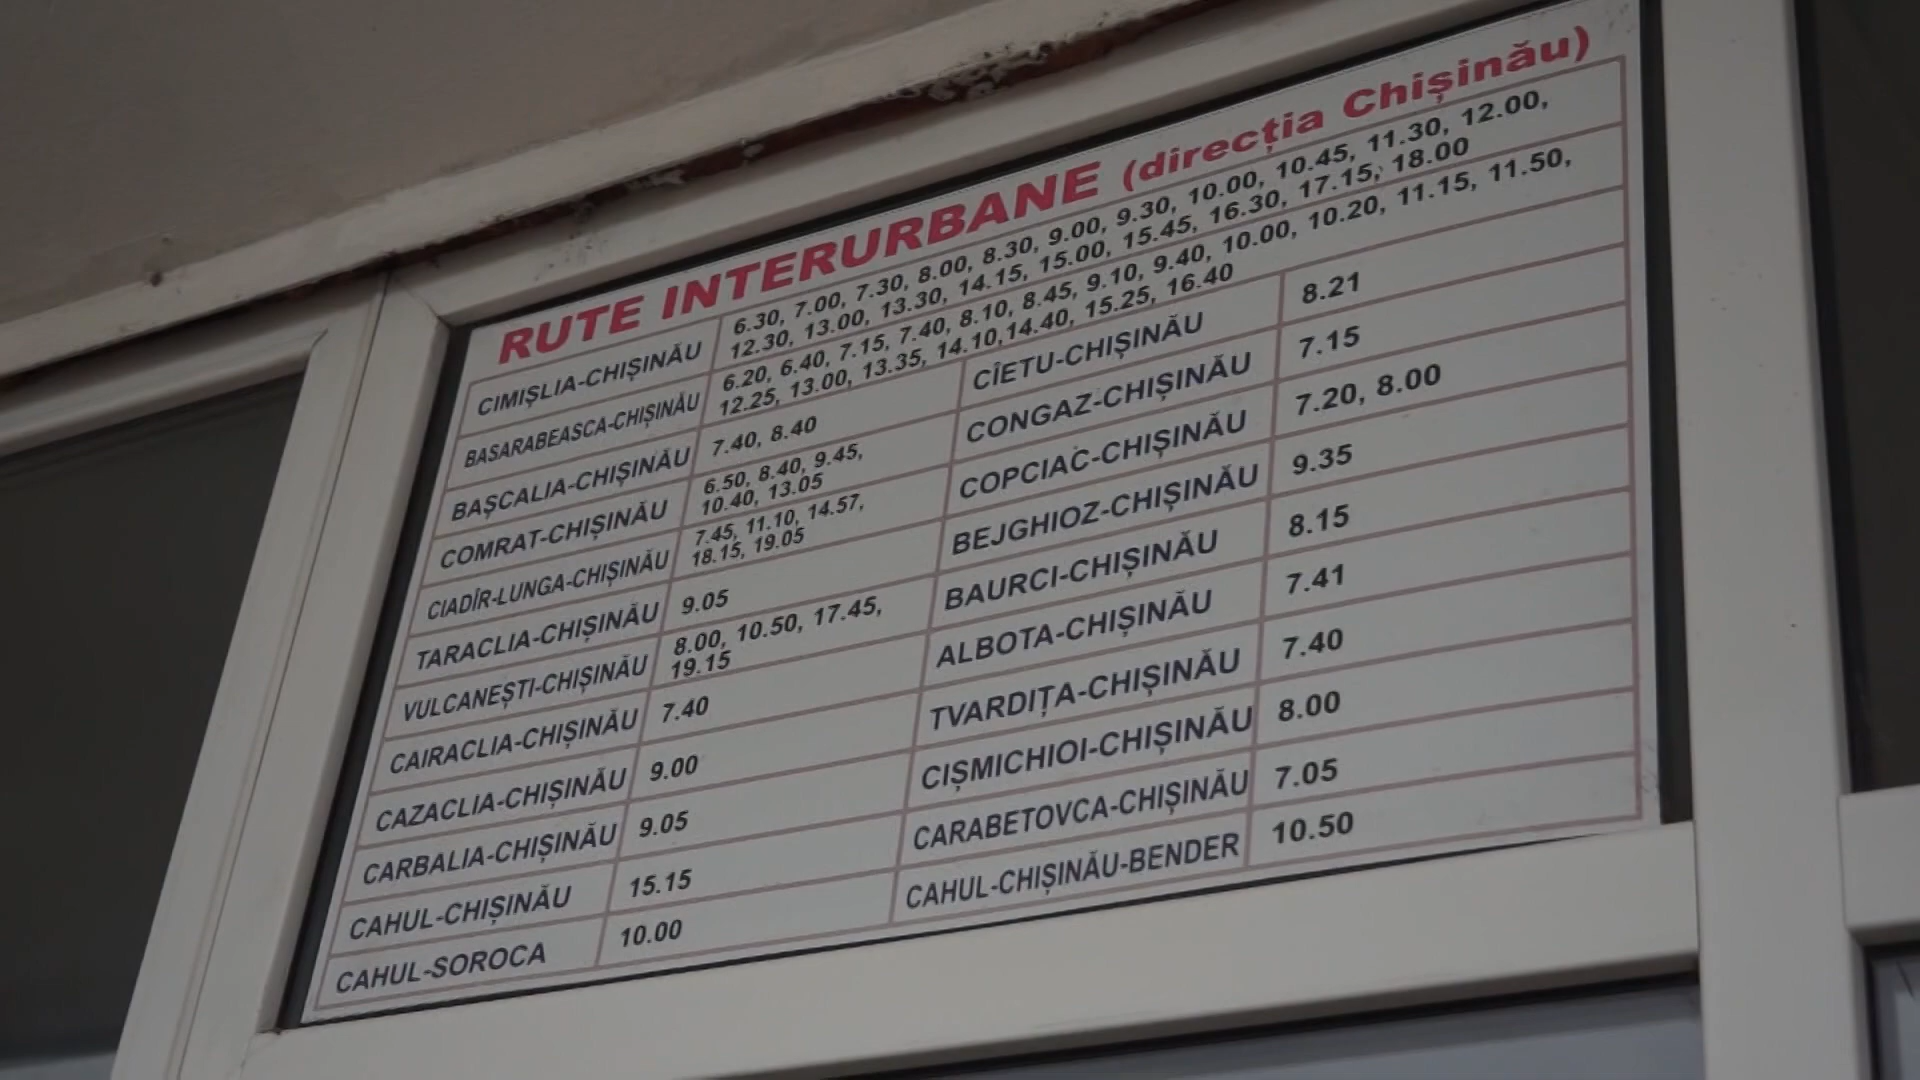 RUTE INTERURBANE (direcția Chișinău)
CIMIȘLIA-CHIȘINĂU 6.30, 7.00, 7.30, 8.00, 8.30, 9.00, 9.30, 10.00, 10.45, 11.30, 12.00,
12.30, 13.00, 13.30, 14.15, 15.00, 15.45, 16.30, 17.15, 18.00
BASARABEASCA-CHIȘINĂU 6.20, 6.40, 7.15, 7.40, 8.10, 8.45, 9.10, 9.40, 10.00, 10.20, 11.15, 11.50,
12.25, 13.00, 13.35, 14.10,14.40, 15.25, 16.40
BAȘCALIA-CHIȘINĂU 7.40, 8.40
COMRAT-CHIȘINĂU 6.50, 8.40, 9.45,
10.40, 13.05
CIADÎR-LUNGA-CHIȘINĂU 7.45, 11.10, 14.57,
18.15, 19.05
TARACLIA-CHIȘINĂU 9.05
VULCANEȘTI-CHIȘINĂU 8.00, 10.50, 17.45,
19.15
CAIRACLIA-CHIȘINĂU 7.40
CAZACLIA-CHIȘINĂU 9.00
CARBALIA-CHIȘINĂU 9.05
CAHUL-CHIȘINĂU 15.15
CAHUL-SOROCA 10.00
CÎETU-CHIȘINĂU 8.21
CONGAZ-CHIȘINĂU 7.15
COPCIAC-CHIȘINĂU 7.20, 8.00
BEJGHIOZ-CHIȘINĂU 9.35
BAURCI-CHIȘINĂU 8.15
ALBOTA-CHIȘINĂU 7.41
TVARDIȚA-CHIȘINĂU 7.40
CIȘMICHIOI-CHIȘINĂU 8.00
CARABETOVCA-CHIȘINĂU 7.05
CAHUL-CHIȘINĂU-BENDER 10.50